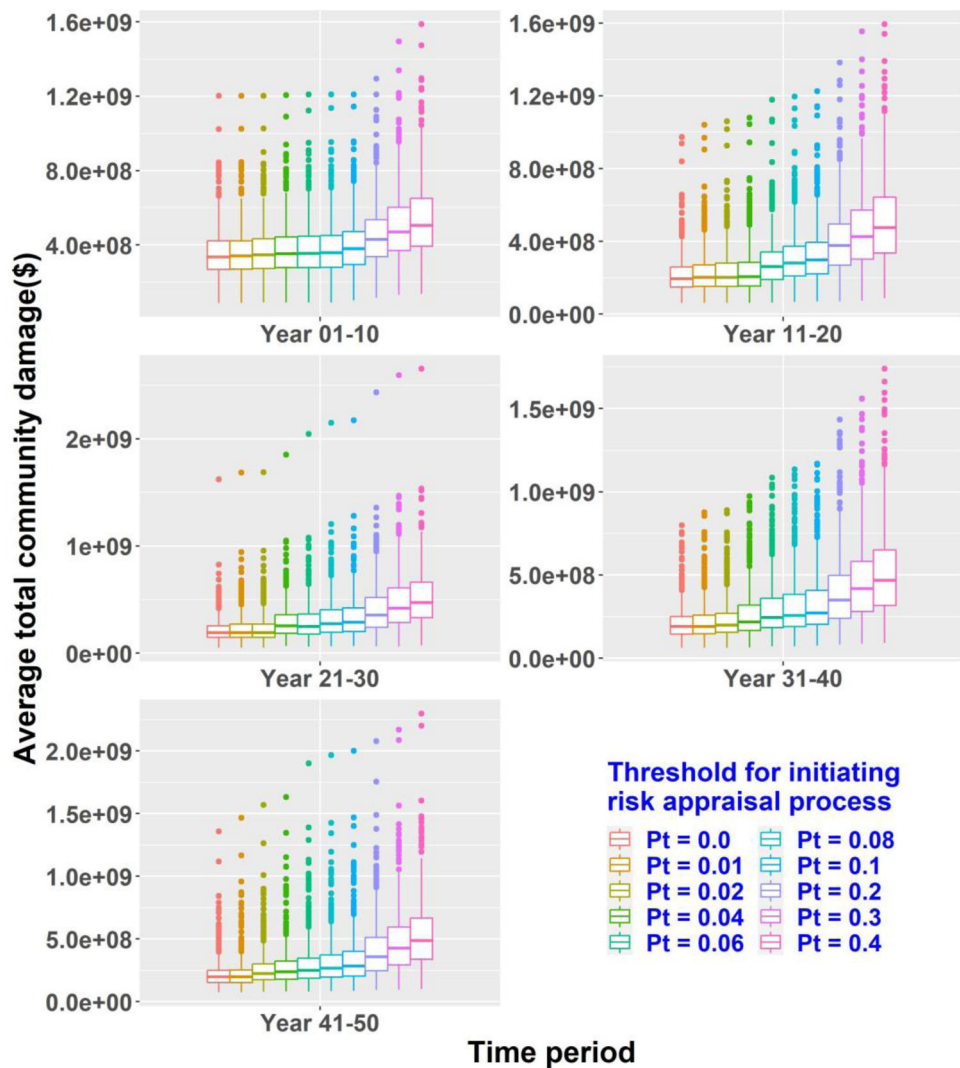 Average total community damage($)
1.6e+09
1.2e+09
8.0e+08
4.0e+08
Year 01-10
1.6e+09
1.2e+09
8.0e+08
4.0e+08
0.0e+00
Year 11-20
2e+09
1e+09
0e+00
Year 21-30
1.5e+09
1.0e+09
5.0e+08
0.0e+00
Year 31-40
2.0e+09
1.5e+09
1.0e+09
5.0e+08
0.0e+00
Year 41-50
Threshold for initiating
risk appraisal process
Pt = 0.0
Pt = 0.01
Pt = 0.02
Pt = 0.04
Pt = 0.06
Pt = 0.08
Pt = 0.1
Pt = 0.2
Pt = 0.3
Pt = 0.4
Time period